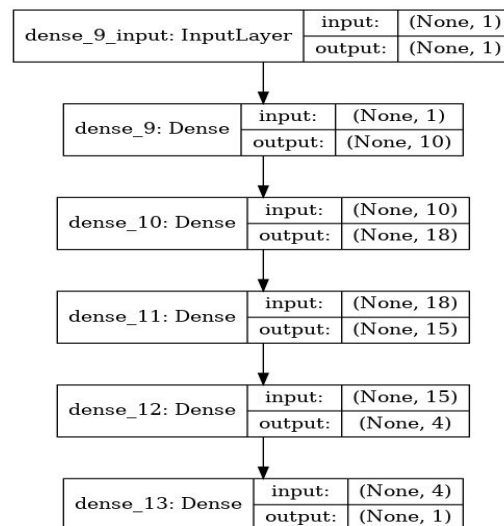 dense_9_input: InputLayer
input: (None, 1)
output: (None, 1)
dense_9: Dense
input: (None, 1)
output: (None, 10)
dense_10: Dense
input: (None, 10)
output: (None, 18)
dense_11: Dense
input: (None, 18)
output: (None, 15)
dense_12: Dense
input: (None, 15)
output: (None, 4)
dense_13: Dense
input: (None, 4)
output: (None, 1)